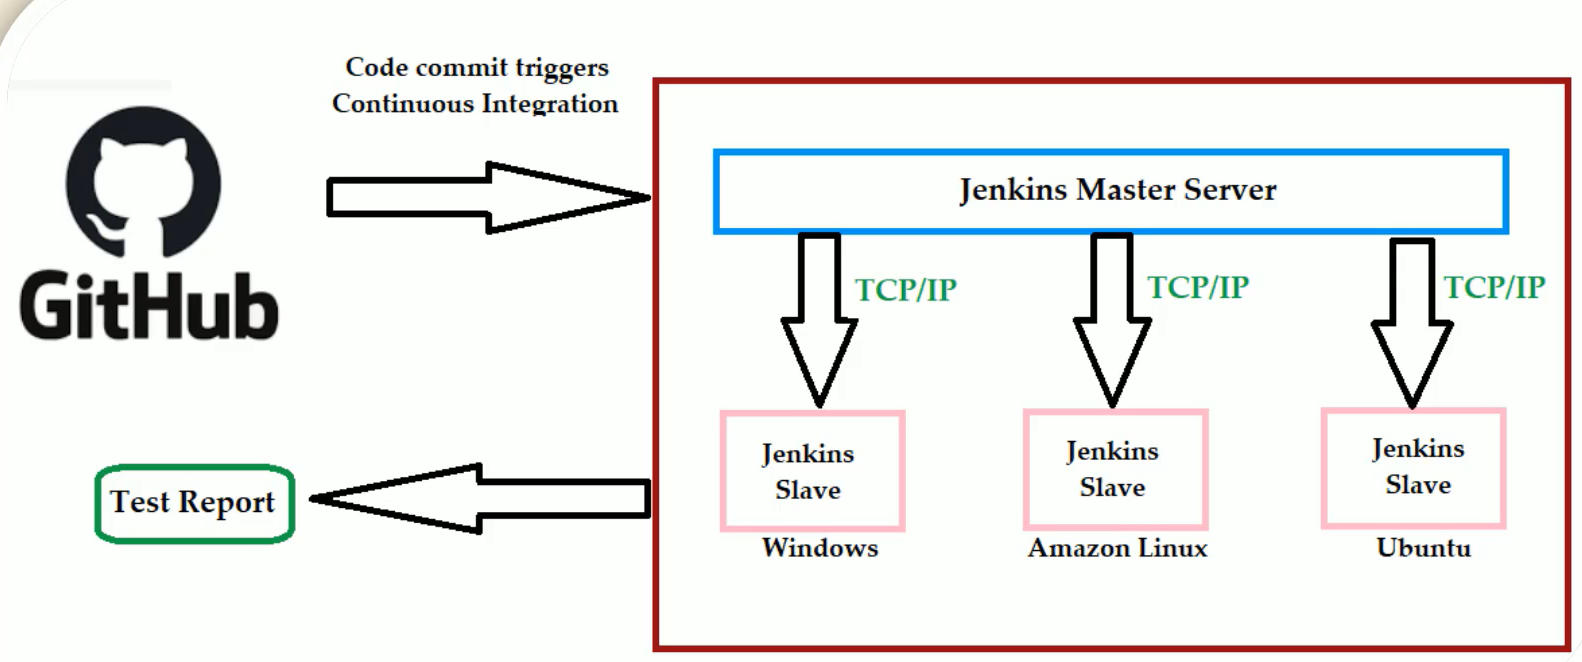 Code commit triggers
Continuous Integration
GitHub
Jenkins Master Server
TCP/IP
TCP/IP
TCP/IP
Jenkins
Slave
Windows
Jenkins
Slave
Amazon Linux
Jenkins
Slave
Ubuntu
Test Report